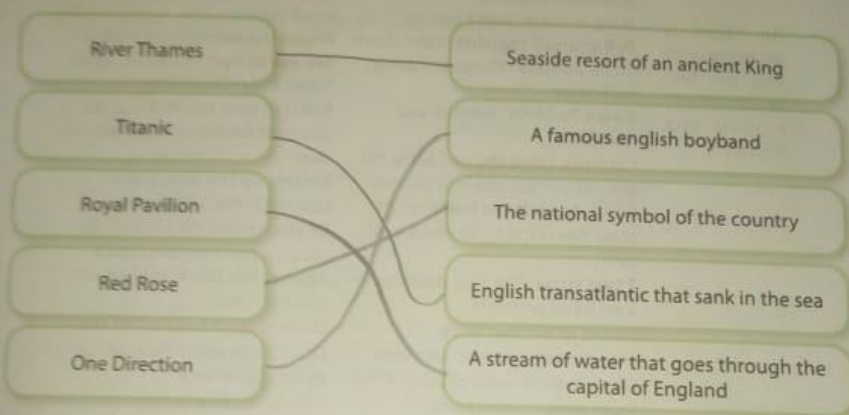 River Thames
Titanic
Royal Pavilion
Red Rose
One Direction
Seaside resort of an ancient King
A famous english boyband
The national symbol of the country
English transatlantic that sank in the sea
A stream of water that goes through the
capital of England